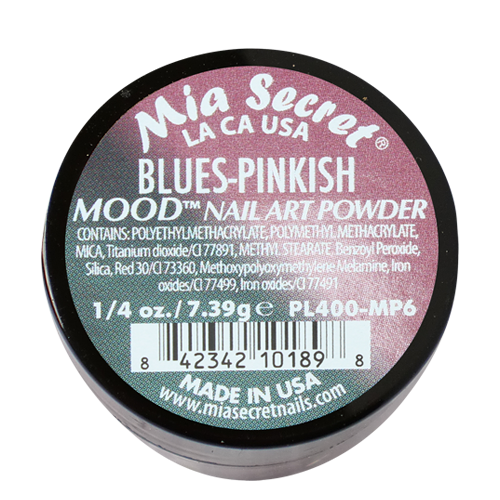 Mia Secret®
LA CA USA
BLUES-PINKISH
MOOD™ NAIL ART POWDER
CONTAINS: POLYETHYLMETHACRYLATE, POLYMETHYL METHACRYLATE,
MICA, Titanium dioxide/CI 77891, METHYL STEARATE. Benzoyl Peroxide,
Silica, Red 30/CI 73360, Methoxypolyoxymethylene Melamine, Iron
oxides/CI 77499, Iron oxides/CI 77491
1/4 oz./7.39g e PL400-MP6
8 42342 10189 8
MADE IN USA
www.miasecretnails.com